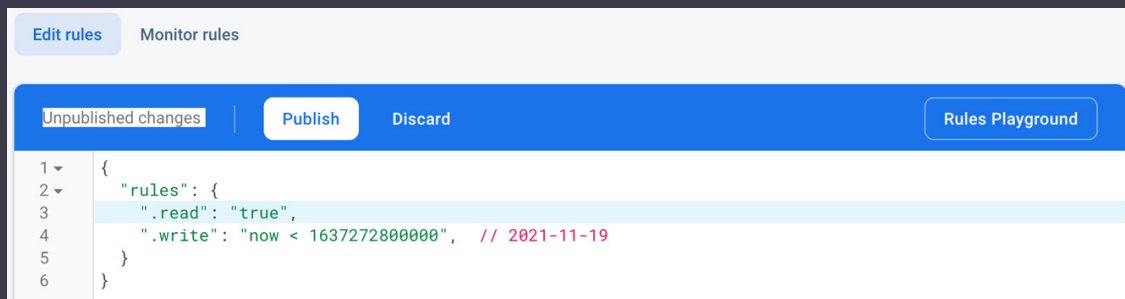 Edit rules Monitor rules
Unpublished changes Publish Discard Rules Playground
1 {
2 "rules": {
3 ".read": "true",
4 ".write": "now < 1637272800000", // 2021-11-19
5 }
6 }